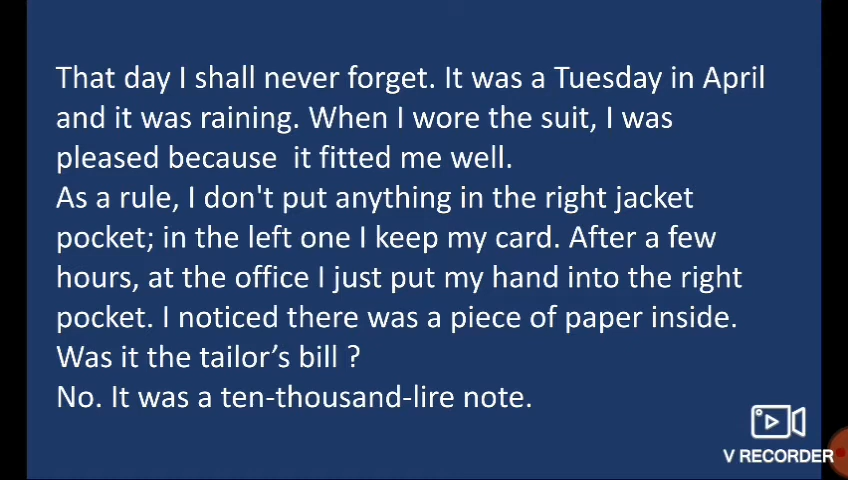 That day I shall never forget. It was a Tuesday in April
and it was raining. When I wore the suit, I was
pleased because it fitted me well.
As a rule, I don't put anything in the right jacket
pocket; in the left one I keep my card. After a few
hours, at the office I just put my hand into the right
pocket. I noticed there was a piece of paper inside.
Was it the tailor’s bill ?
No. It was a ten-thousand-lire note.
V RECORDER